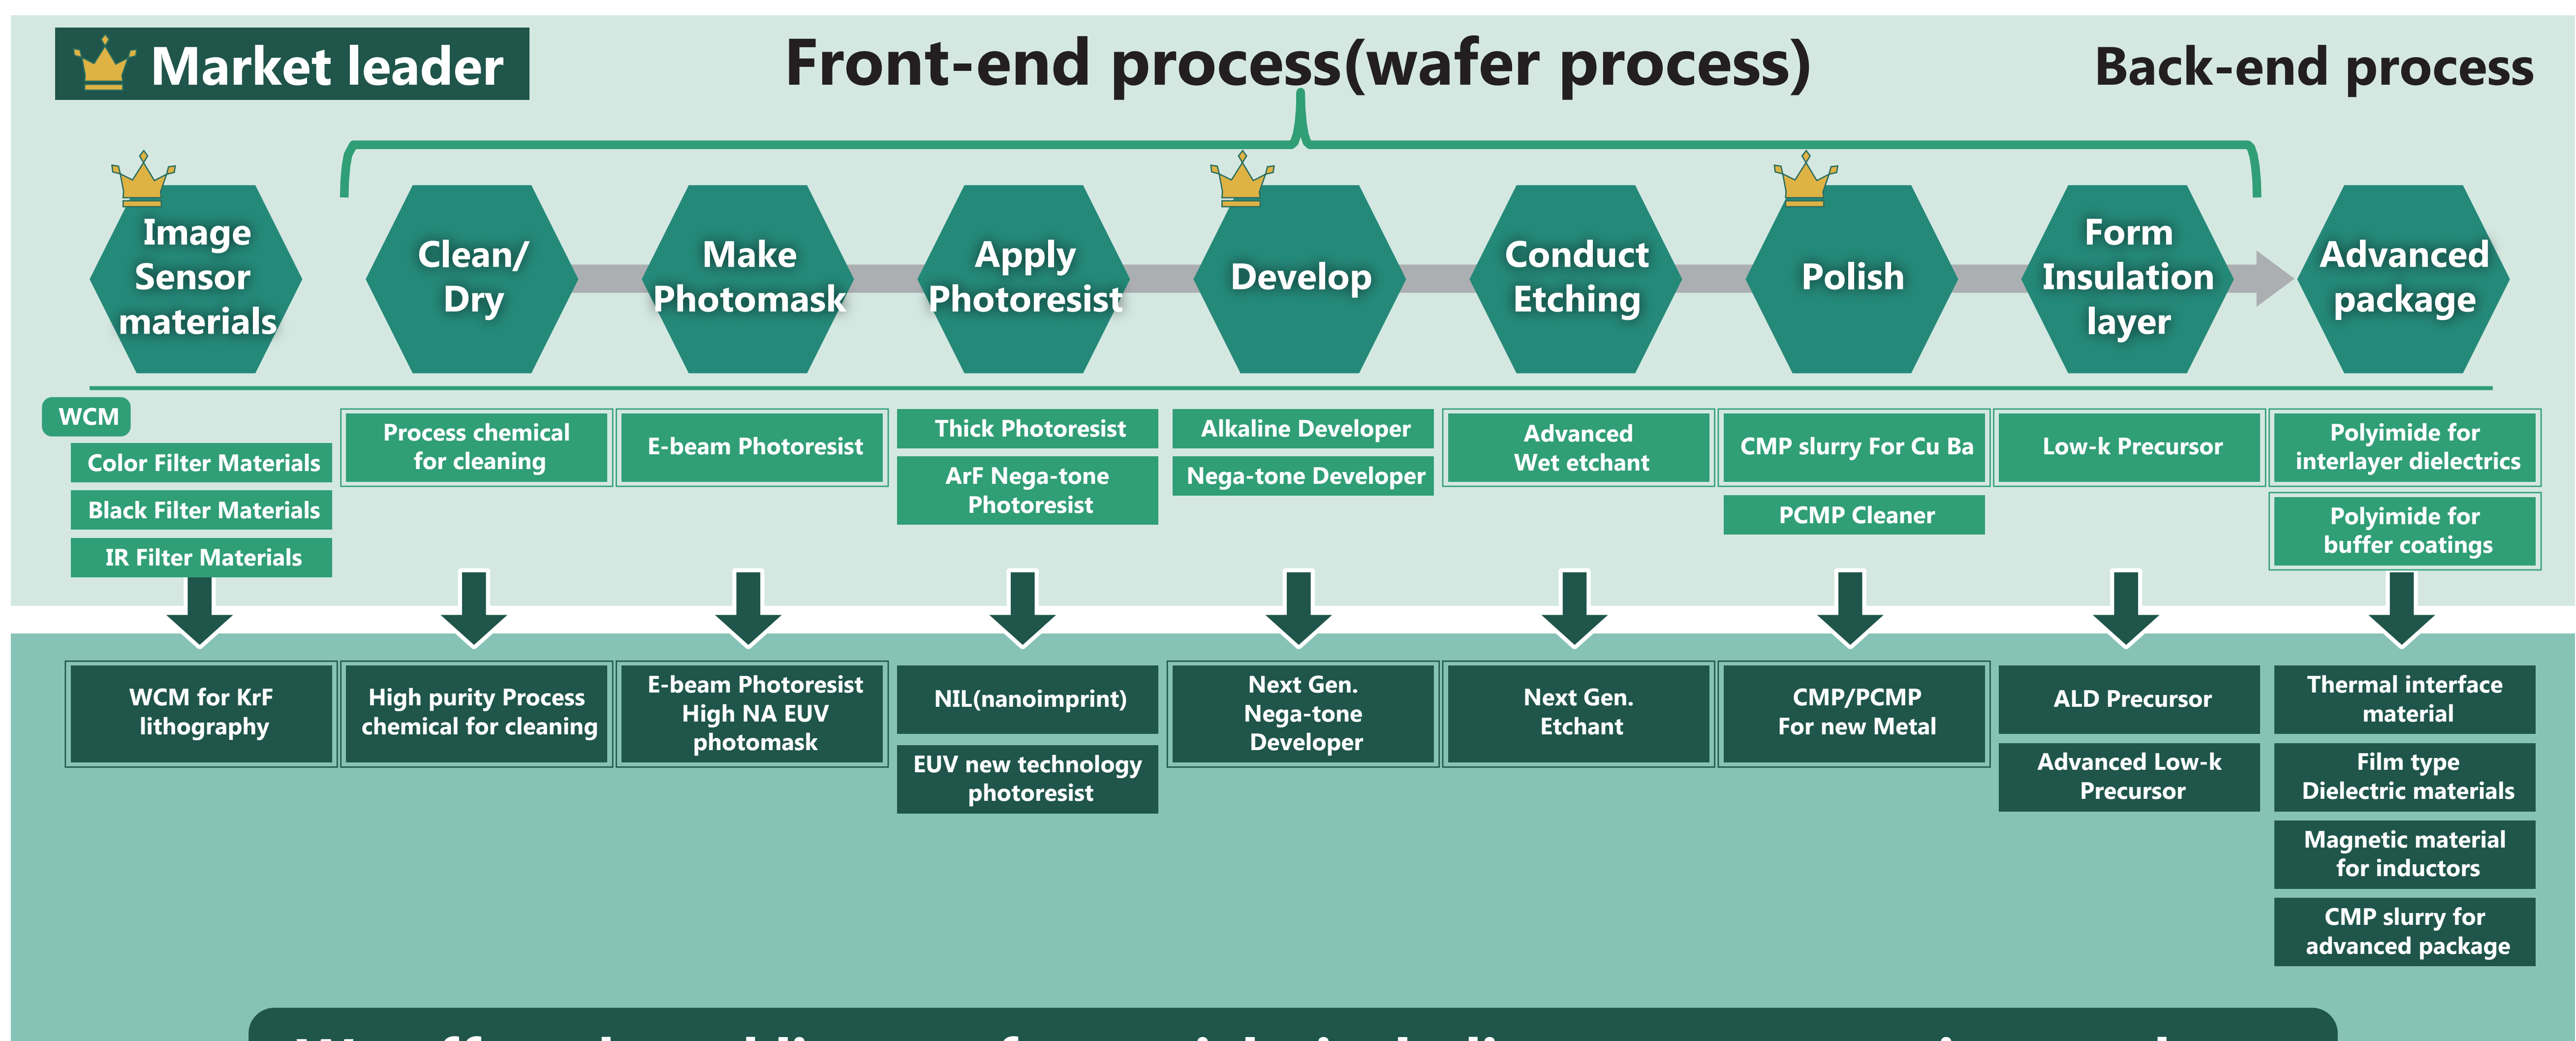 Market leader
Front-end process(wafer process)
Back-end process
Image
Sensor
materials
Clean/
Dry
Make
Photomask
Apply
Photoresist
Develop
Conduct
Etching
Polish
Form
Insulation
layer
Advanced
package
WCM
Color Filter Materials
Black Filter Materials
IR Filter Materials
Process chemical
for cleaning
E-beam Photoresist
Thick Photoresist
ArF Nega-tone
Photoresist
Alkaline Developer
Nega-tone Developer
Advanced
Wet etchant
CMP slurry For Cu Ba
PCMP Cleaner
Low-k Precursor
Polyimide for
interlayer dielectrics
Polyimide for
buffer coatings
WCM for KrF
lithography
High purity Process
chemical for cleaning
E-beam Photoresist
High NA EUV
photomask
NIL(nanoimprint)
EUV new technology
photoresist
Next Gen.
Nega-tone
Developer
Next Gen.
Etchant
CMP/PCMP
For new Metal
ALD Precursor
Advanced Low-k
Precursor
Thermal interface
material
Film type
Dielectric materials
Magnetic material
for inductors
CMP slurry for
advanced package